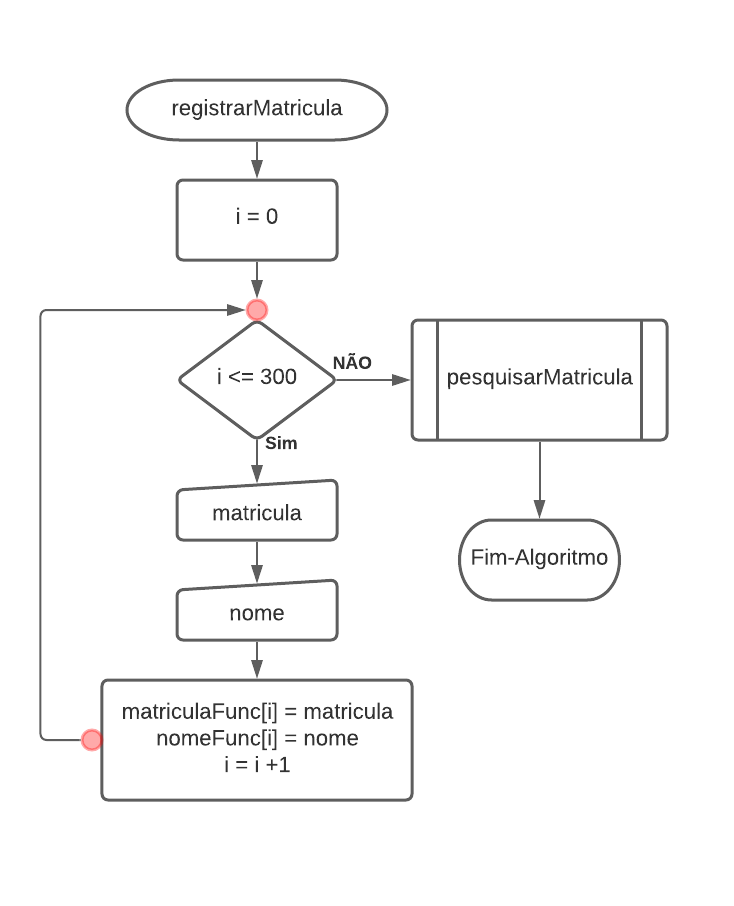 registrarMatricula
i = 0
i <= 300
NÃO
pesquisarMatricula
Sim
matricula
Fim-Algoritmo
nome
matriculaFunc[i] = matricula
nomeFunc[i] = nome
i = i +1